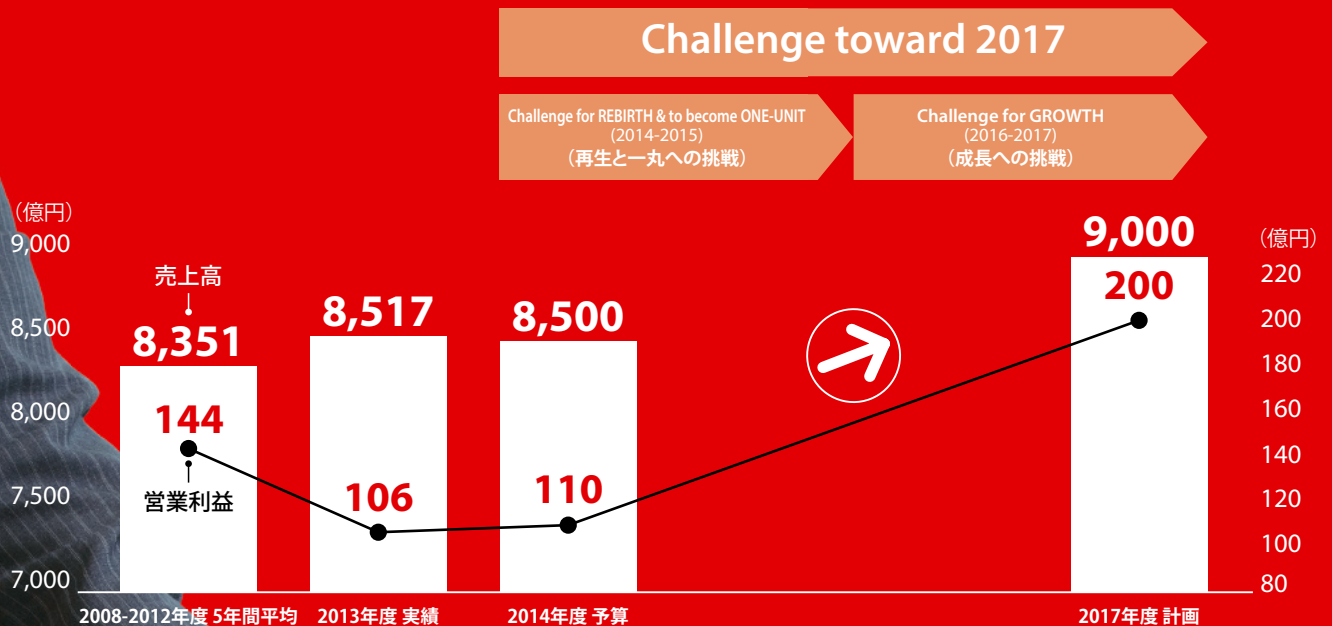 Challenge toward 2017
Challenge for REBIRTH & to become ONE-UNIT
(2014-2015)
（再生と一丸への挑戦）
Challenge for GROWTH
(2016-2017)
（成長への挑戦）
（億円）
9,000
8,500
8,000
7,500
7,000
売上高
8,351
144
営業利益
8,517
106
8,500
110
9,000
200
（億円）
220
200
180
160
140
120
100
80
2008-2012年度 5年間平均
2013年度 実績
2014年度 予算
2017年度 計画